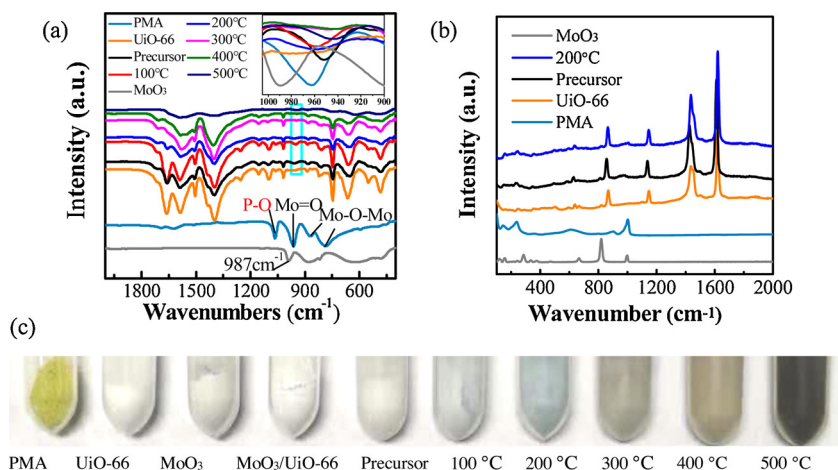 (a)
Intensity (a.u.)
PMA
UiO-66
Precursor
100℃
MoO₃
200℃
300℃
400℃
500℃
1000 980 960 940 920 900
P-O
Mo=O
Mo-O-Mo
987cm⁻¹
1800 1500 1200 900 600
Wavenumbers (cm⁻¹)
(b)
Intensity (a.u.)
MoO₃
200°C
Precursor
UiO-66
PMA
400 800 1200 1600 2000
Wavenumber (cm-¹)
(c)
PMA UiO-66 MoO₃ MoO₃/UiO-66 Precursor 100 °C 200 °C 300 °C 400 °C 500 °C